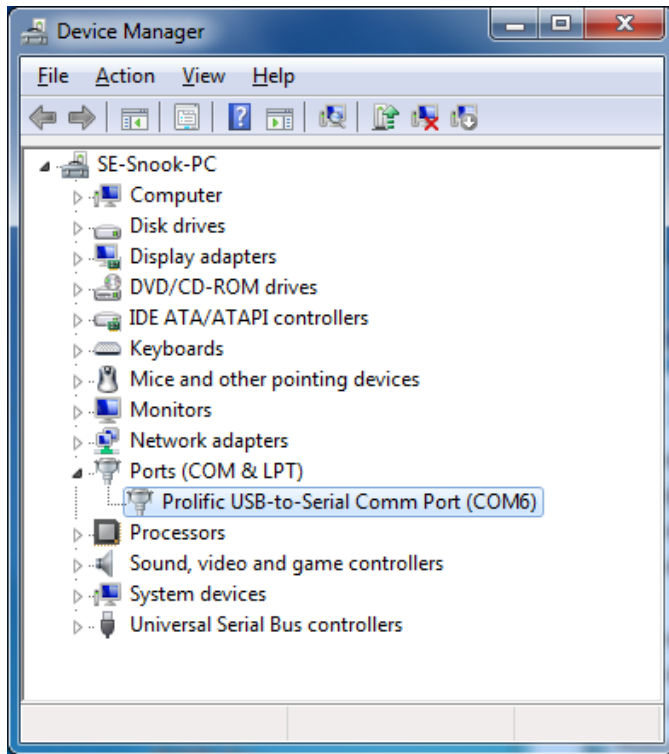 Device Manager
File Action View Help
SE-Snook-PC
Computer
Disk drives
Display adapters
DVD/CD-ROM drives
IDE ATA/ATAPI controllers
Keyboards
Mice and other pointing devices
Monitors
Network adapters
Ports (COM & LPT)
Prolific USB-to-Serial Comm Port (COM6)
Processors
Sound, video and game controllers
System devices
Universal Serial Bus controllers